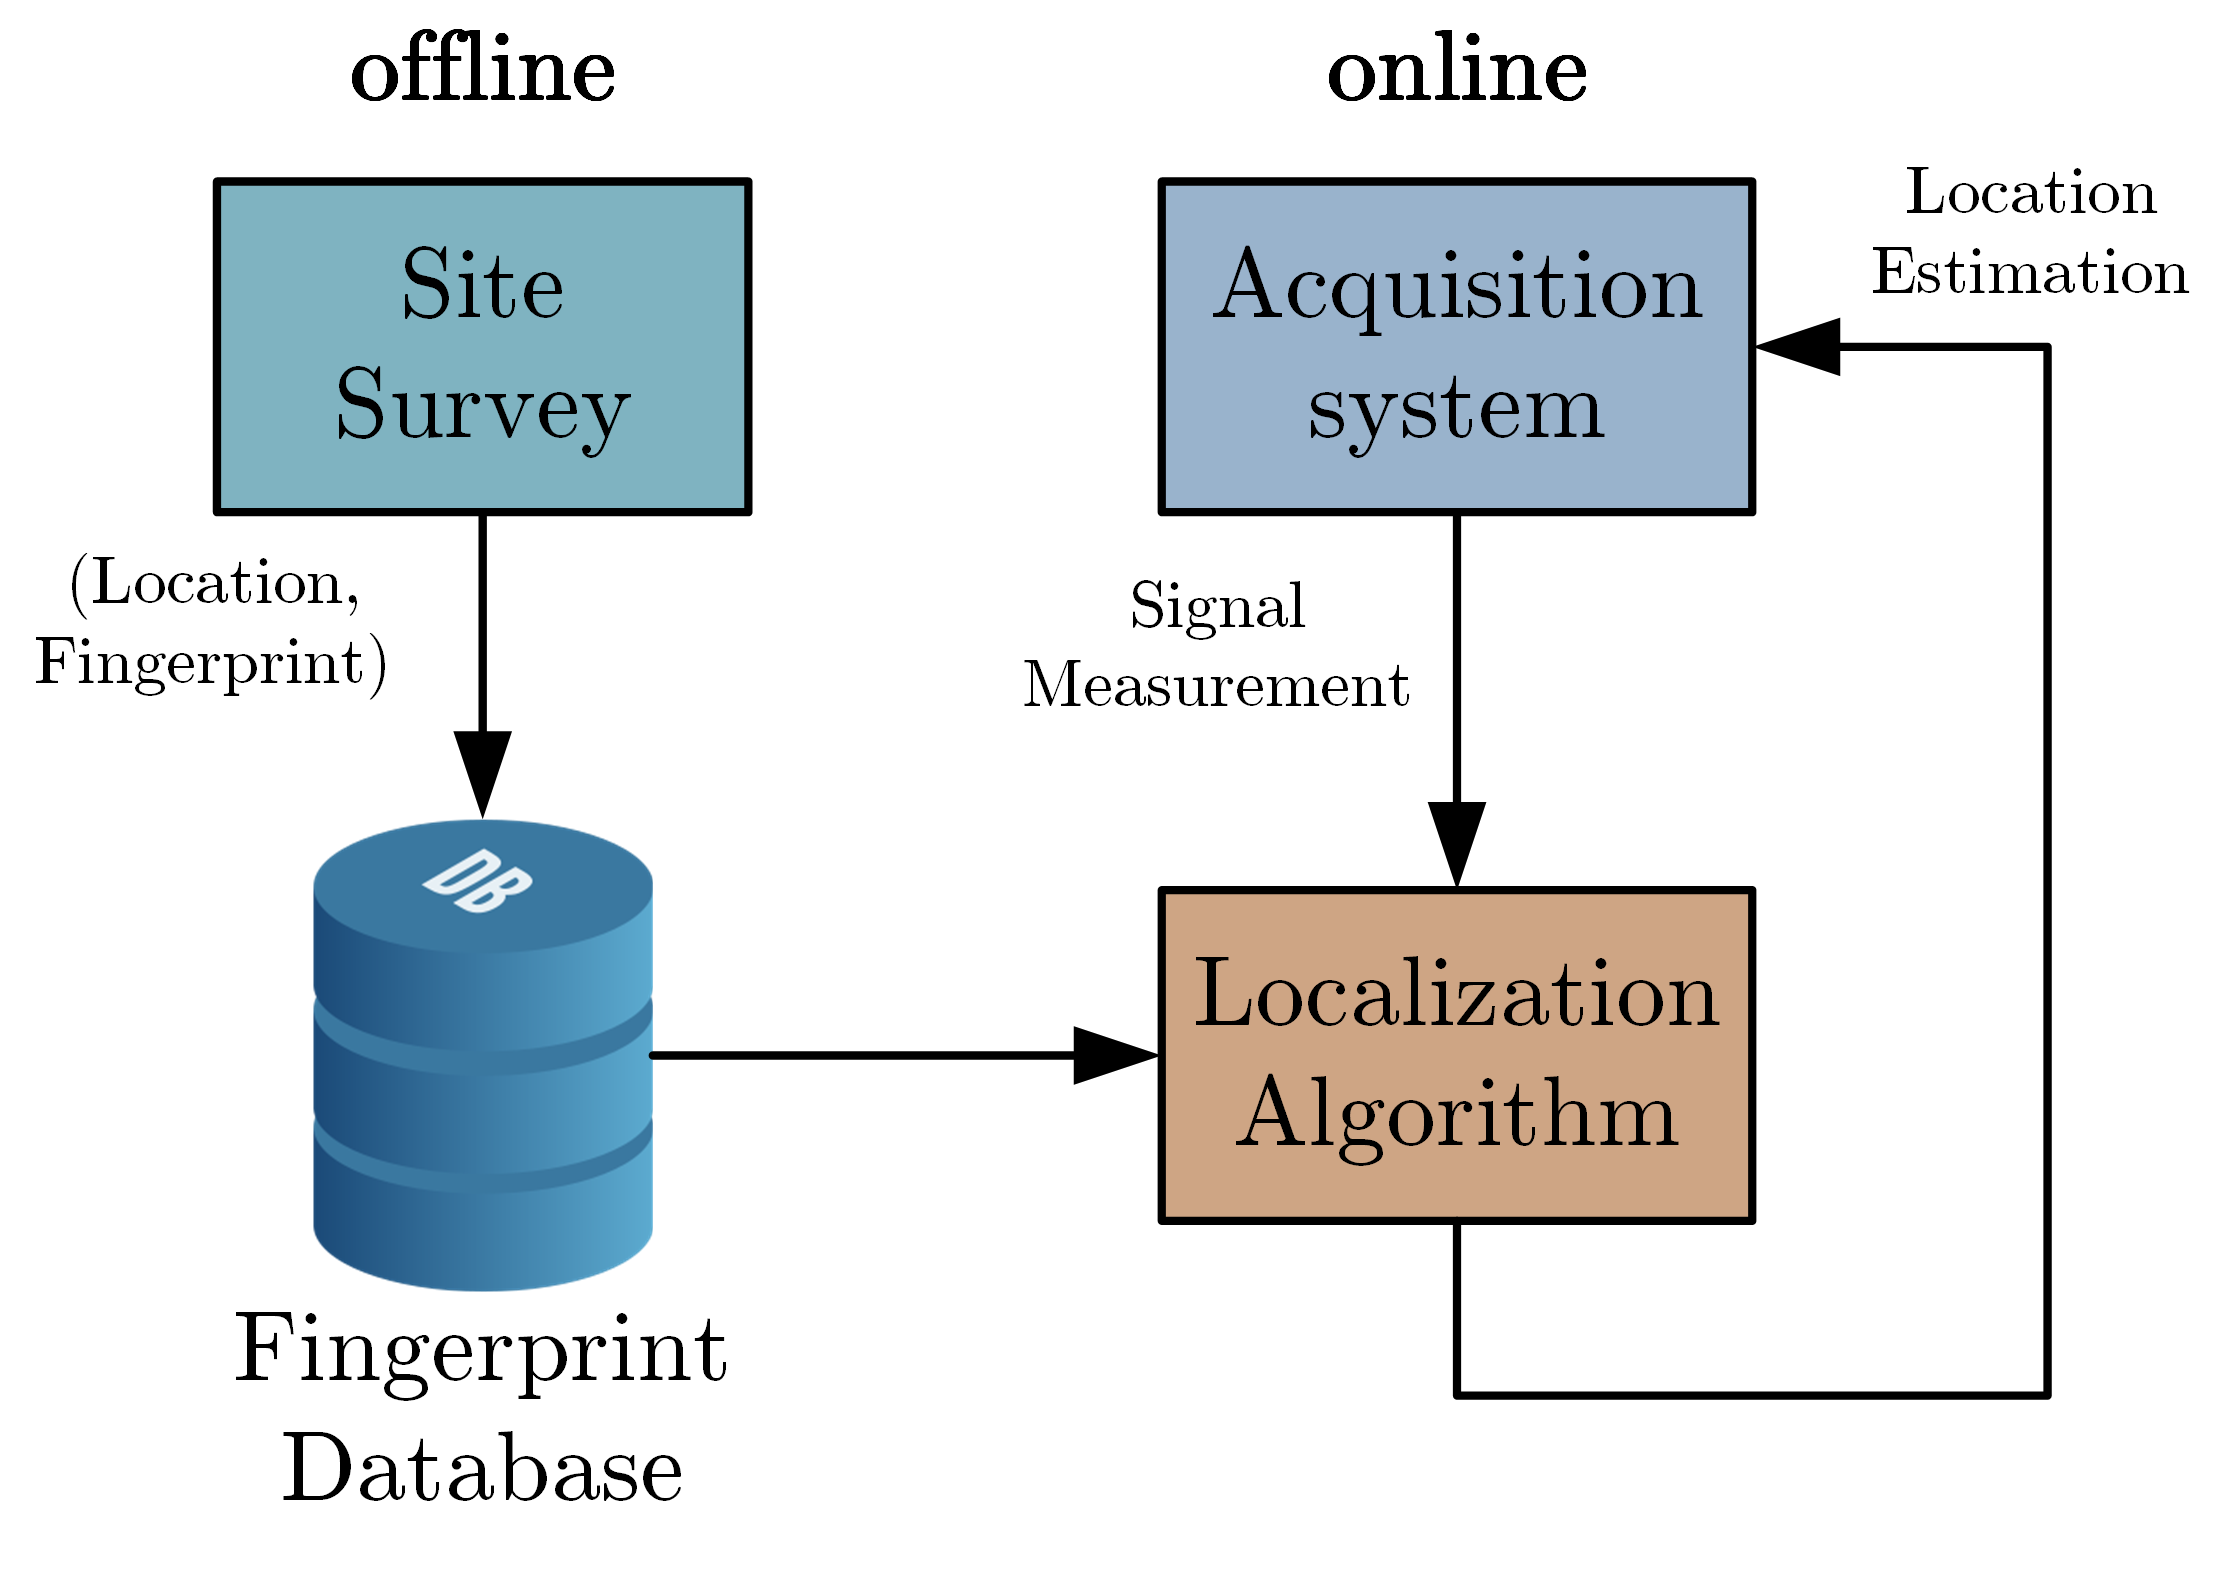 offline
online
Site
Survey
Acquisition
system
Location
Estimation
(Location,
Fingerprint)
Signal
Measurement
DB
Localization
Algorithm
Fingerprint
Database